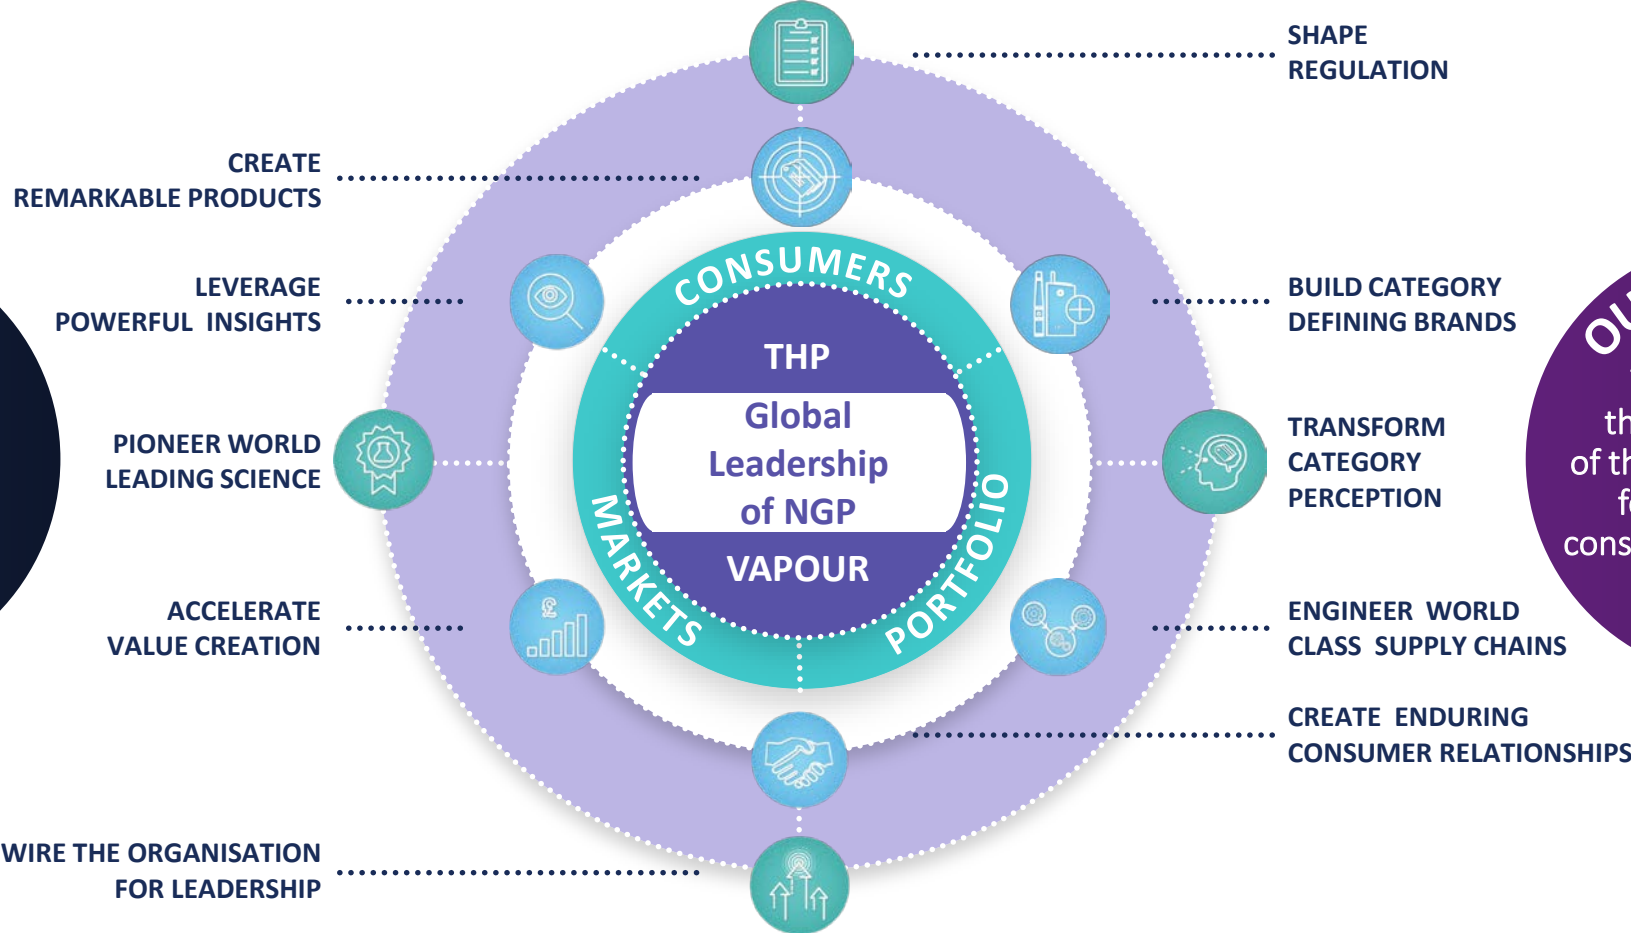 SHAPE
REGULATION
CREATE
REMARKABLE PRODUCTS
LEVERAGE
POWERFUL INSIGHTS
BUILD CATEGORY
DEFINING BRANDS
PIONEER WORLD
LEADING SCIENCE
TRANSFORM
CATEGORY
PERCEPTION
ACCELERATE
VALUE CREATION
ENGINEER WORLD
CLASS SUPPLY CHAINS
CREATE ENDURING
CONSUMER RELATIONSHIPS
WIRE THE ORGANISATION
FOR LEADERSHIP
CONSUMERS
MARKETS
PORTFOLIO
THP
Global
Leadership
of NGP
VAPOUR
£
of